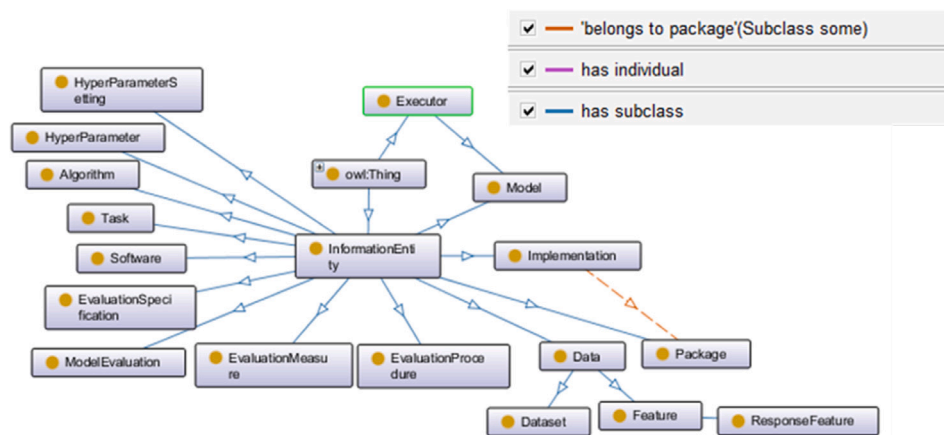 'belongs to package'(Subclass some)
has individual
has subclass
HyperParameterS
etting
Executor
HyperParameter
Algorithm
owl:Thing
Model
Task
Software
InformationEnti
ty
Implementation
EvaluationSpeci
fication
ModelEvaluation
EvaluationMeasu
re
EvaluationProce
dure
Data
Package
Dataset
Feature
ResponseFeature